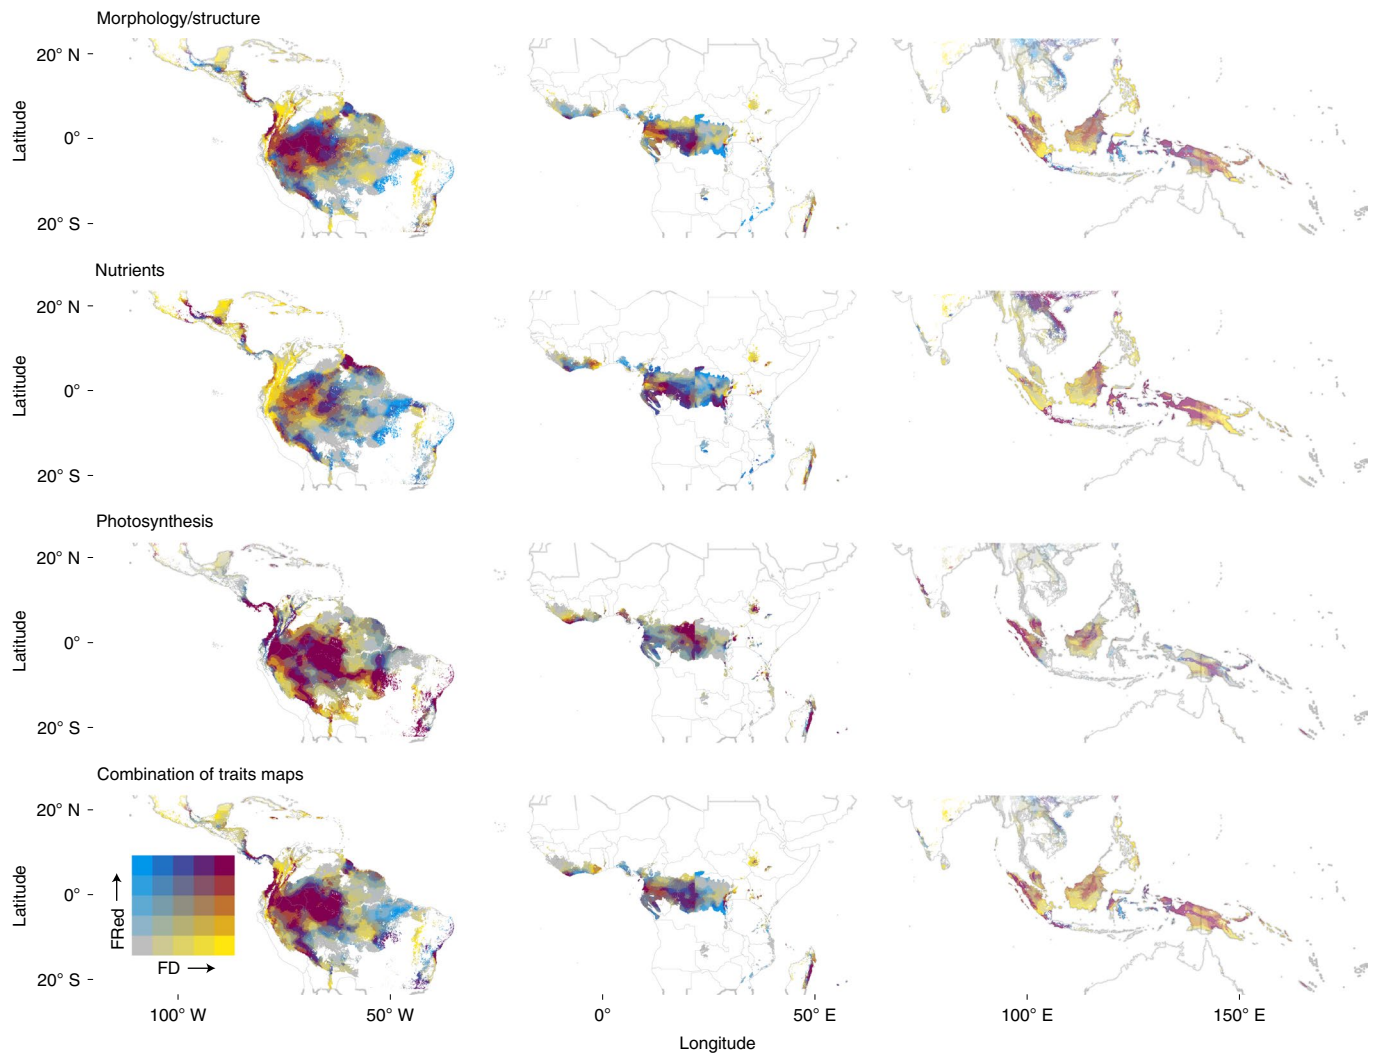 Morphology/structure
20° N
0°
20° S
Latitude
Nutrients
20° N
0°
20° S
Latitude
Photosynthesis
20° N
0°
20° S
Latitude
Combination of traits maps
20° N
0°
20° S
Latitude
FRed
FD
100° W 50° W 0° 50° E 100° E 150° E
Longitude